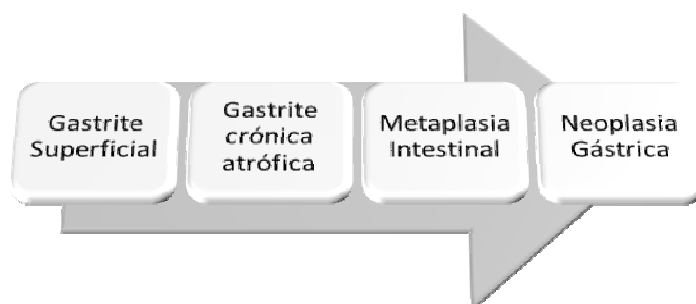 Gastrite
Superficial
Gastrite
crónica
atrófica
Metaplasia
Intestinal
Neoplasia
Gástrica